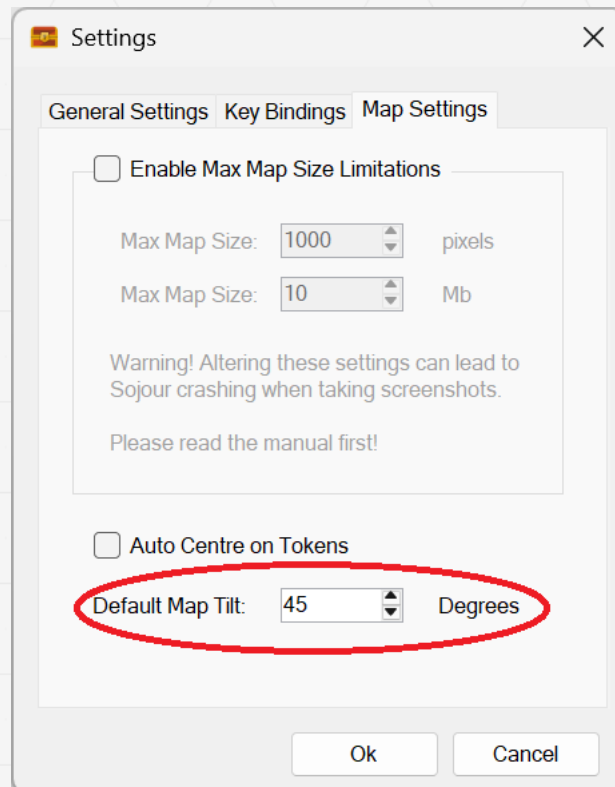 Settings
General Settings Key Bindings Map Settings
Enable Max Map Size Limitations
Max Map Size: 1000 pixels
Max Map Size: 10 Mb
Warning! Altering these settings can lead to
Sojour crashing when taking screenshots.
Please read the manual first!
Auto Centre on Tokens
Default Map Tilt: 45 Degrees
Ok Cancel